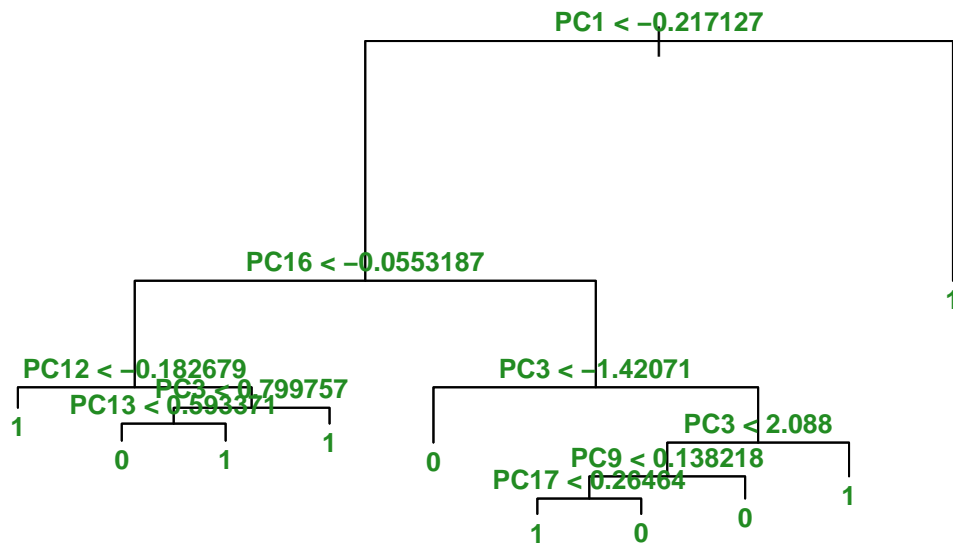 PC1 < −0.217127
PC16 < −0.0553187
1
PC12 < −0.182679
PC3 < −1.42071
PC3 < 0.799757
PC13 < 0.593371
PC3 < 2.088
1
1
0
1
0
PC9 < 0.138218
PC17 < 0.26464
1
0
1
0